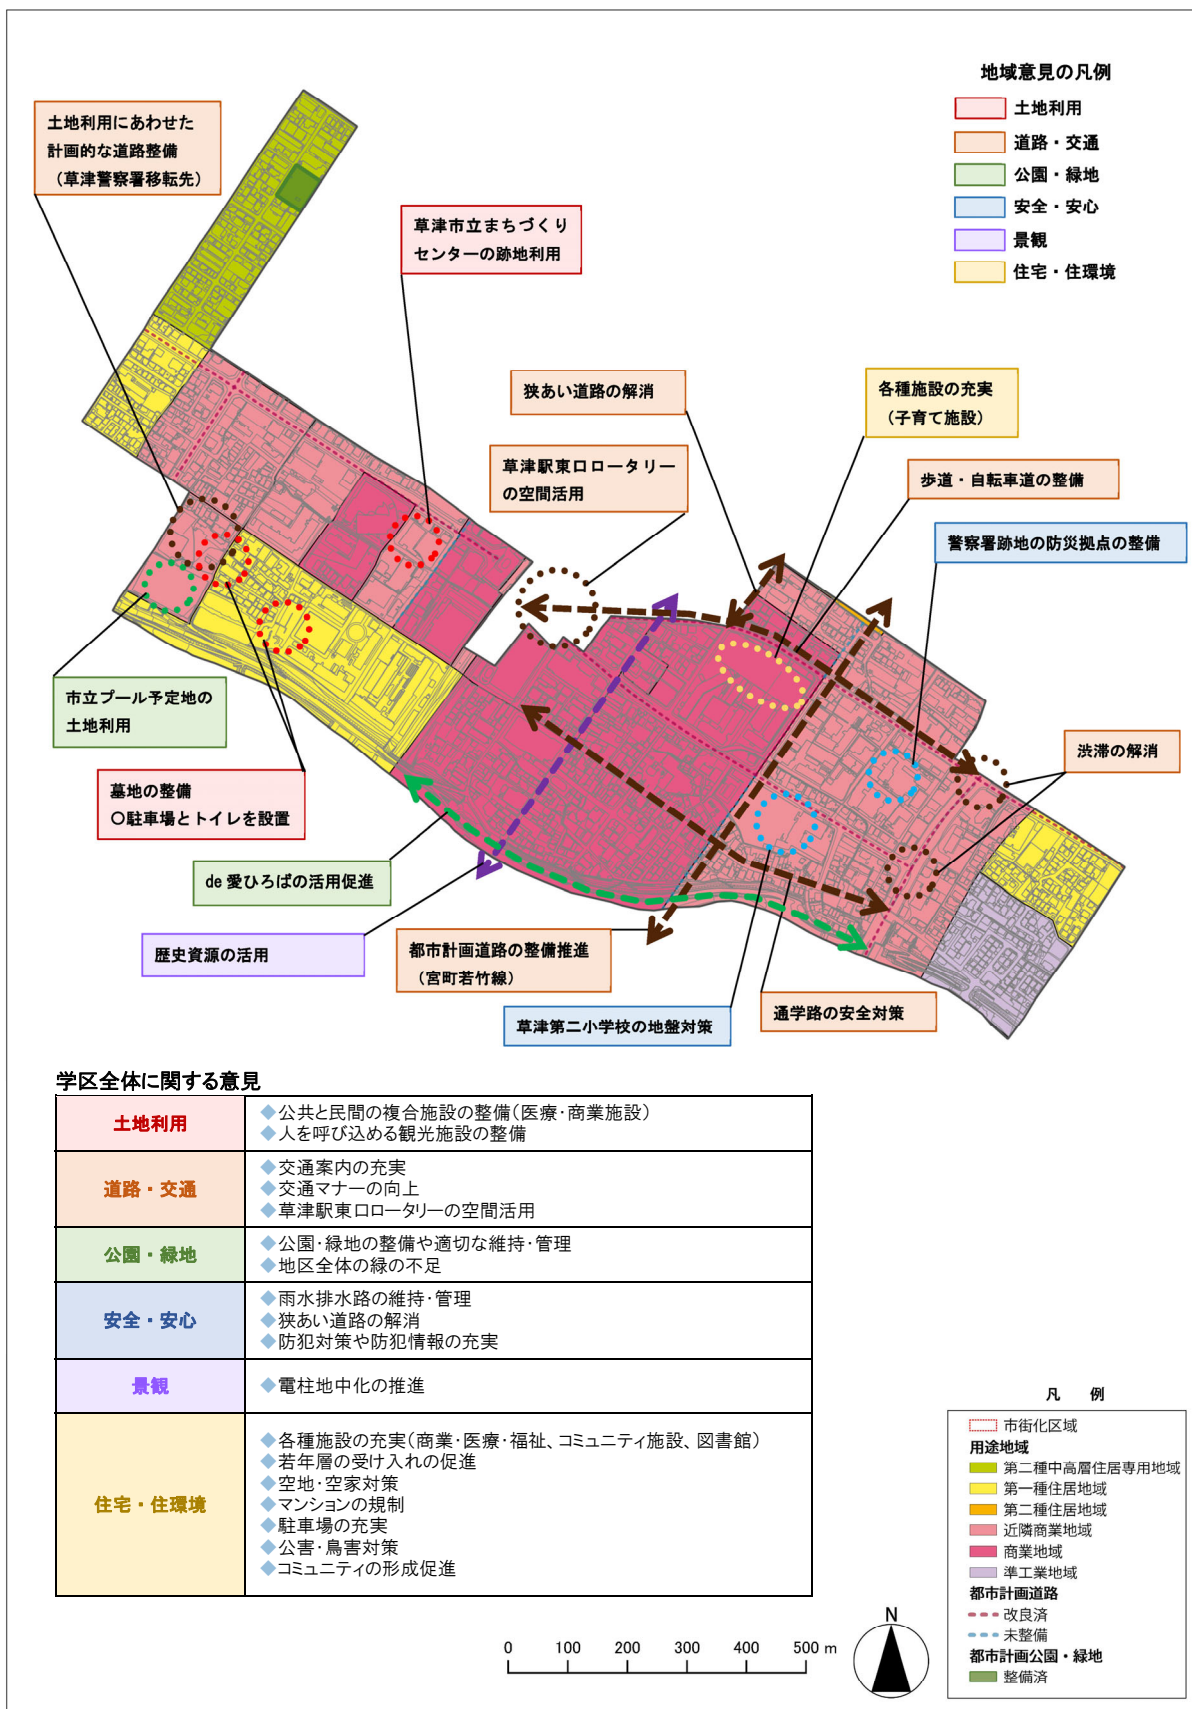 地域意見の凡例
土地利用
道路・交通
公園・緑地
安全・安心
景観
住宅・住環境
土地利用にあわせた
計画的な道路整備
（草津警察署移転先）
草津市立まちづくり
センターの跡地利用
狭あい道路の解消
各種施設の充実
（子育て施設）
草津駅東口ロータリー
の空間活用
歩道・自転車道の整備
警察署跡地の防災拠点の整備
市立プール予定地の
土地利用
渋滞の解消
墓地の整備
○駐車場とトイレを設置
de 愛ひろばの活用促進
歴史資源の活用
都市計画道路の整備推進
（宮町若竹線）
草津第二小学校の地盤対策
通学路の安全対策
学区全体に関する意見
土地利用
◆公共と民間の複合施設の整備（医療・商業施設）
◆人を呼び込める観光施設の整備
道路・交通
◆交通案内の充実
◆交通マナーの向上
◆草津駅東口ロータリーの空間活用
公園・緑地
◆公園・緑地の整備や適切な維持・管理
◆地区全体の緑の不足
安全・安心
◆雨水排水路の維持・管理
◆狭あい道路の解消
◆防犯対策や防犯情報の充実
景観
◆電柱地中化の推進
住宅・住環境
◆各種施設の充実（商業・医療・福祉、コミュニティ施設、図書館）
◆若年層の受け入れの促進
◆空地・空家対策
◆マンションの規制
◆駐車場の充実
◆公害・鳥害対策
◆コミュニティの形成促進
凡 例
市街化区域
用途地域
第二種中高層住居専用地域
第一種住居地域
第二種住居地域
近隣商業地域
商業地域
準工業地域
都市計画道路
改良済
未整備
都市計画公園・緑地
整備済
0 100 200 300 400 500 m
N